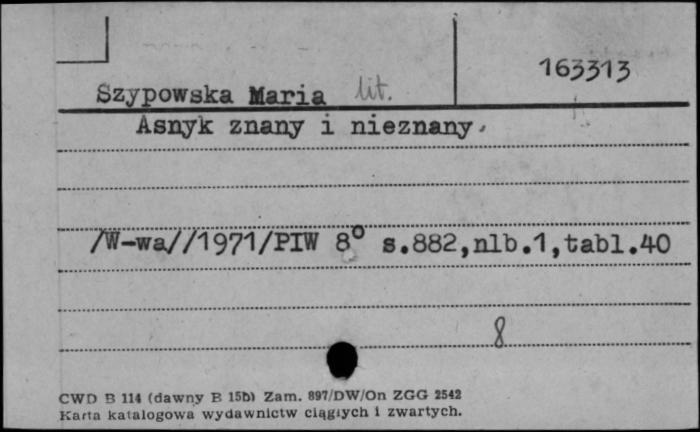 163313
Szypowska Maria lit.
Asnyk znany i nieznany.
/W-wa//1971/PIW 8° s.882,nlb.1,tabl.40
8
CWD B 114 (dawny B 15b) Zam. 897/DW/On ZGG 2542
Karta katalogowa wydawnictw ciągłych i zwartych.